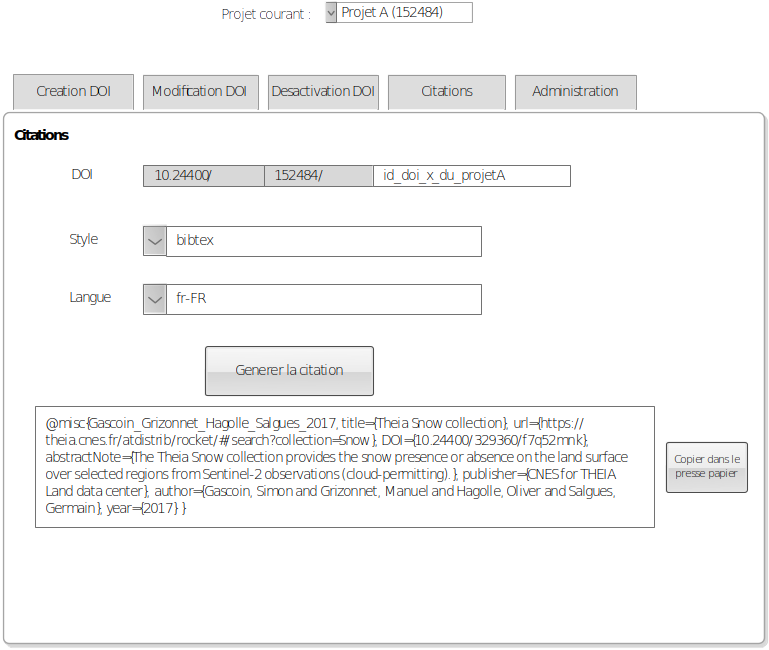 Projet courant : Projet A (152484)
Creation DOI Modification DOI Desactivation DOI Citations Administration
Citations
DOI 10.24400/ 152484/ id_doi_x_du_projetA
Style bibtex
Langue fr-FR
Generer la citation
@misc{Gascoin_Grizonnet_Hagolle_Salgues_2017, title={Theia Snow collection}, url={https://
theia.cnes.fr/atdistrib/rocket/#/search?collection=Snow}, DOI={10.24400/329360/f7q52mnk},
abstractNote={The Theia Snow collection provides the snow presence or absence on the land surface
over selected regions from Sentinel-2 observations (cloud-permitting).}, publisher={CNES for THEIA
Land data center}, author={Gascoin, Simon and Grizonnet, Manuel and Hagolle, Oliver and Salgues,
Germain}, year={2017} }
Copier dans le
presse papier